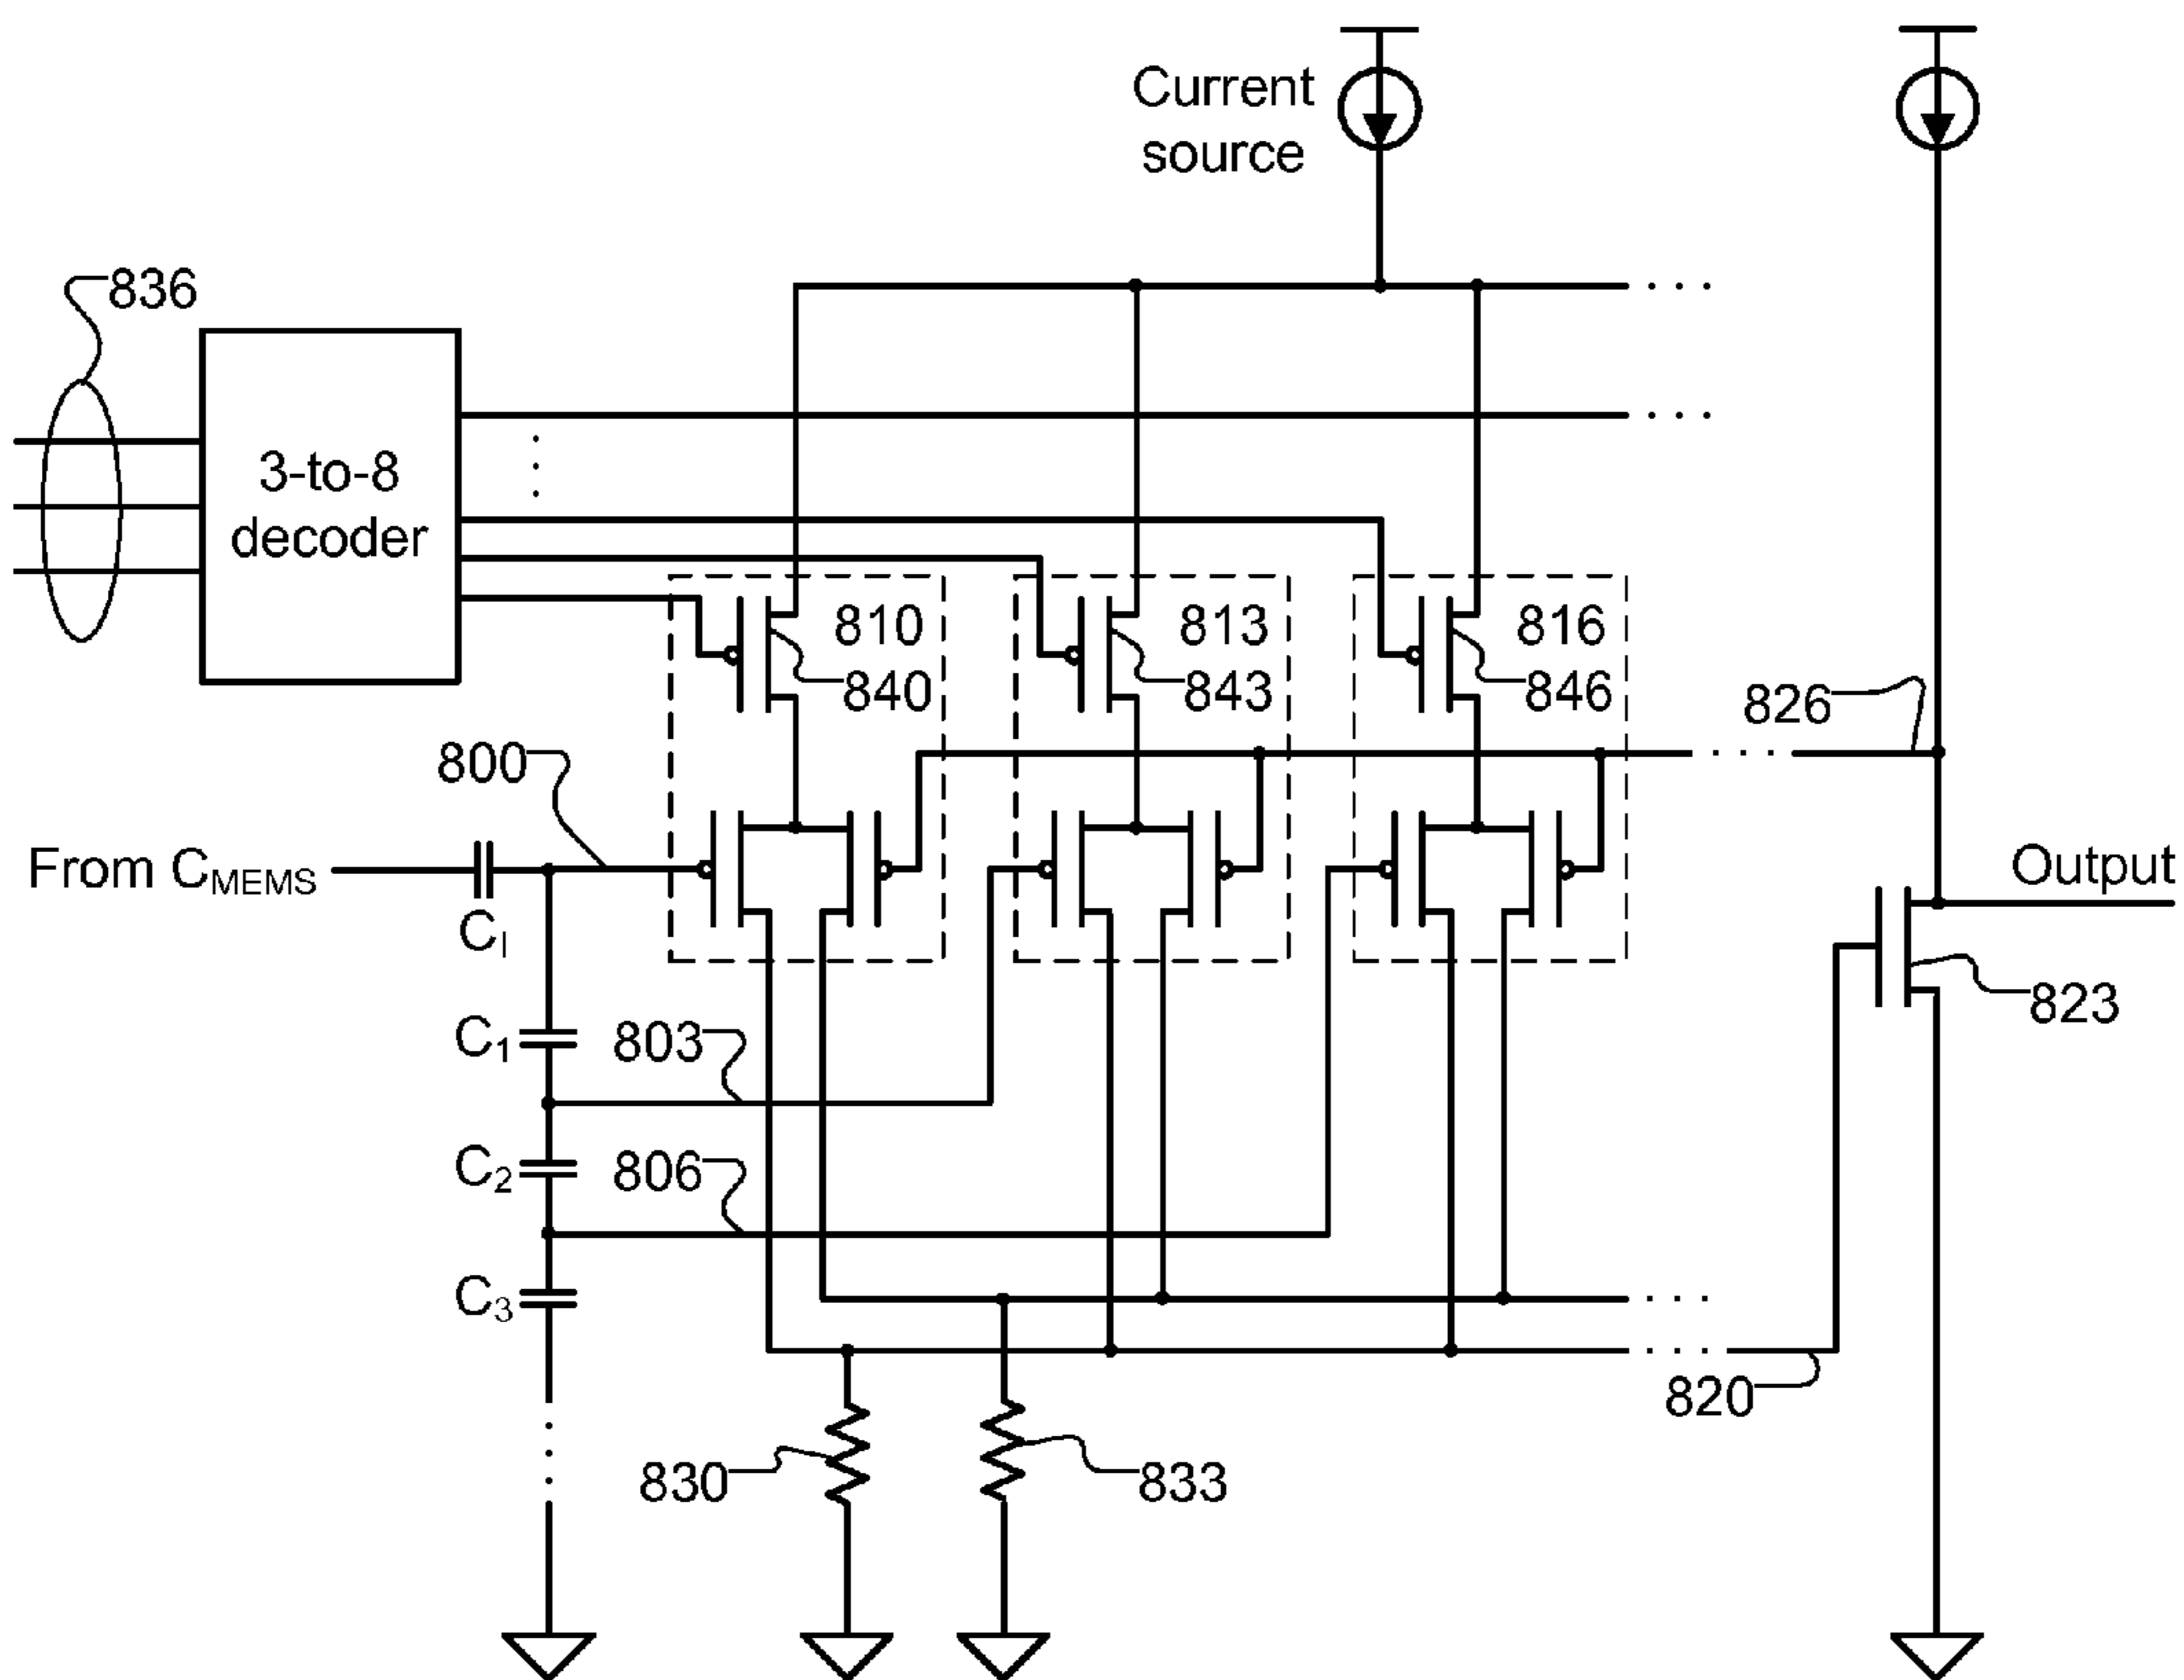 Current
source
836
3-to-8
decoder
810
813
816
840
843
846
826
800
From CMEMS
CI
Output
823
C1
803
C2
806
C3
820
830
833